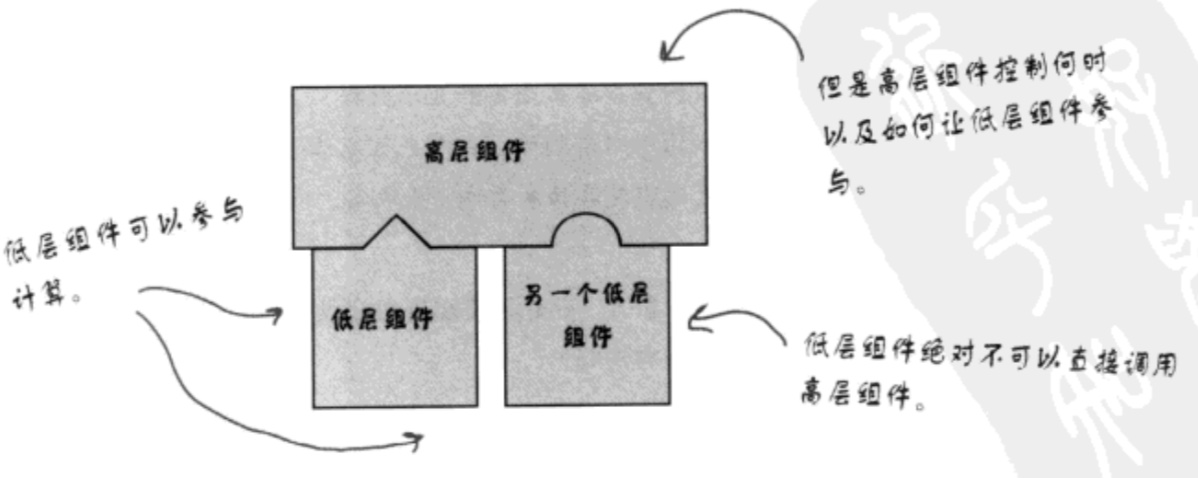 但是高层组件控制何时
以及如何让低层组件参
与。
高层组件
低层组件可以参与
计算。
低层组件
另一个低层
组件
低层组件绝对不可以直接调用
高层组件。